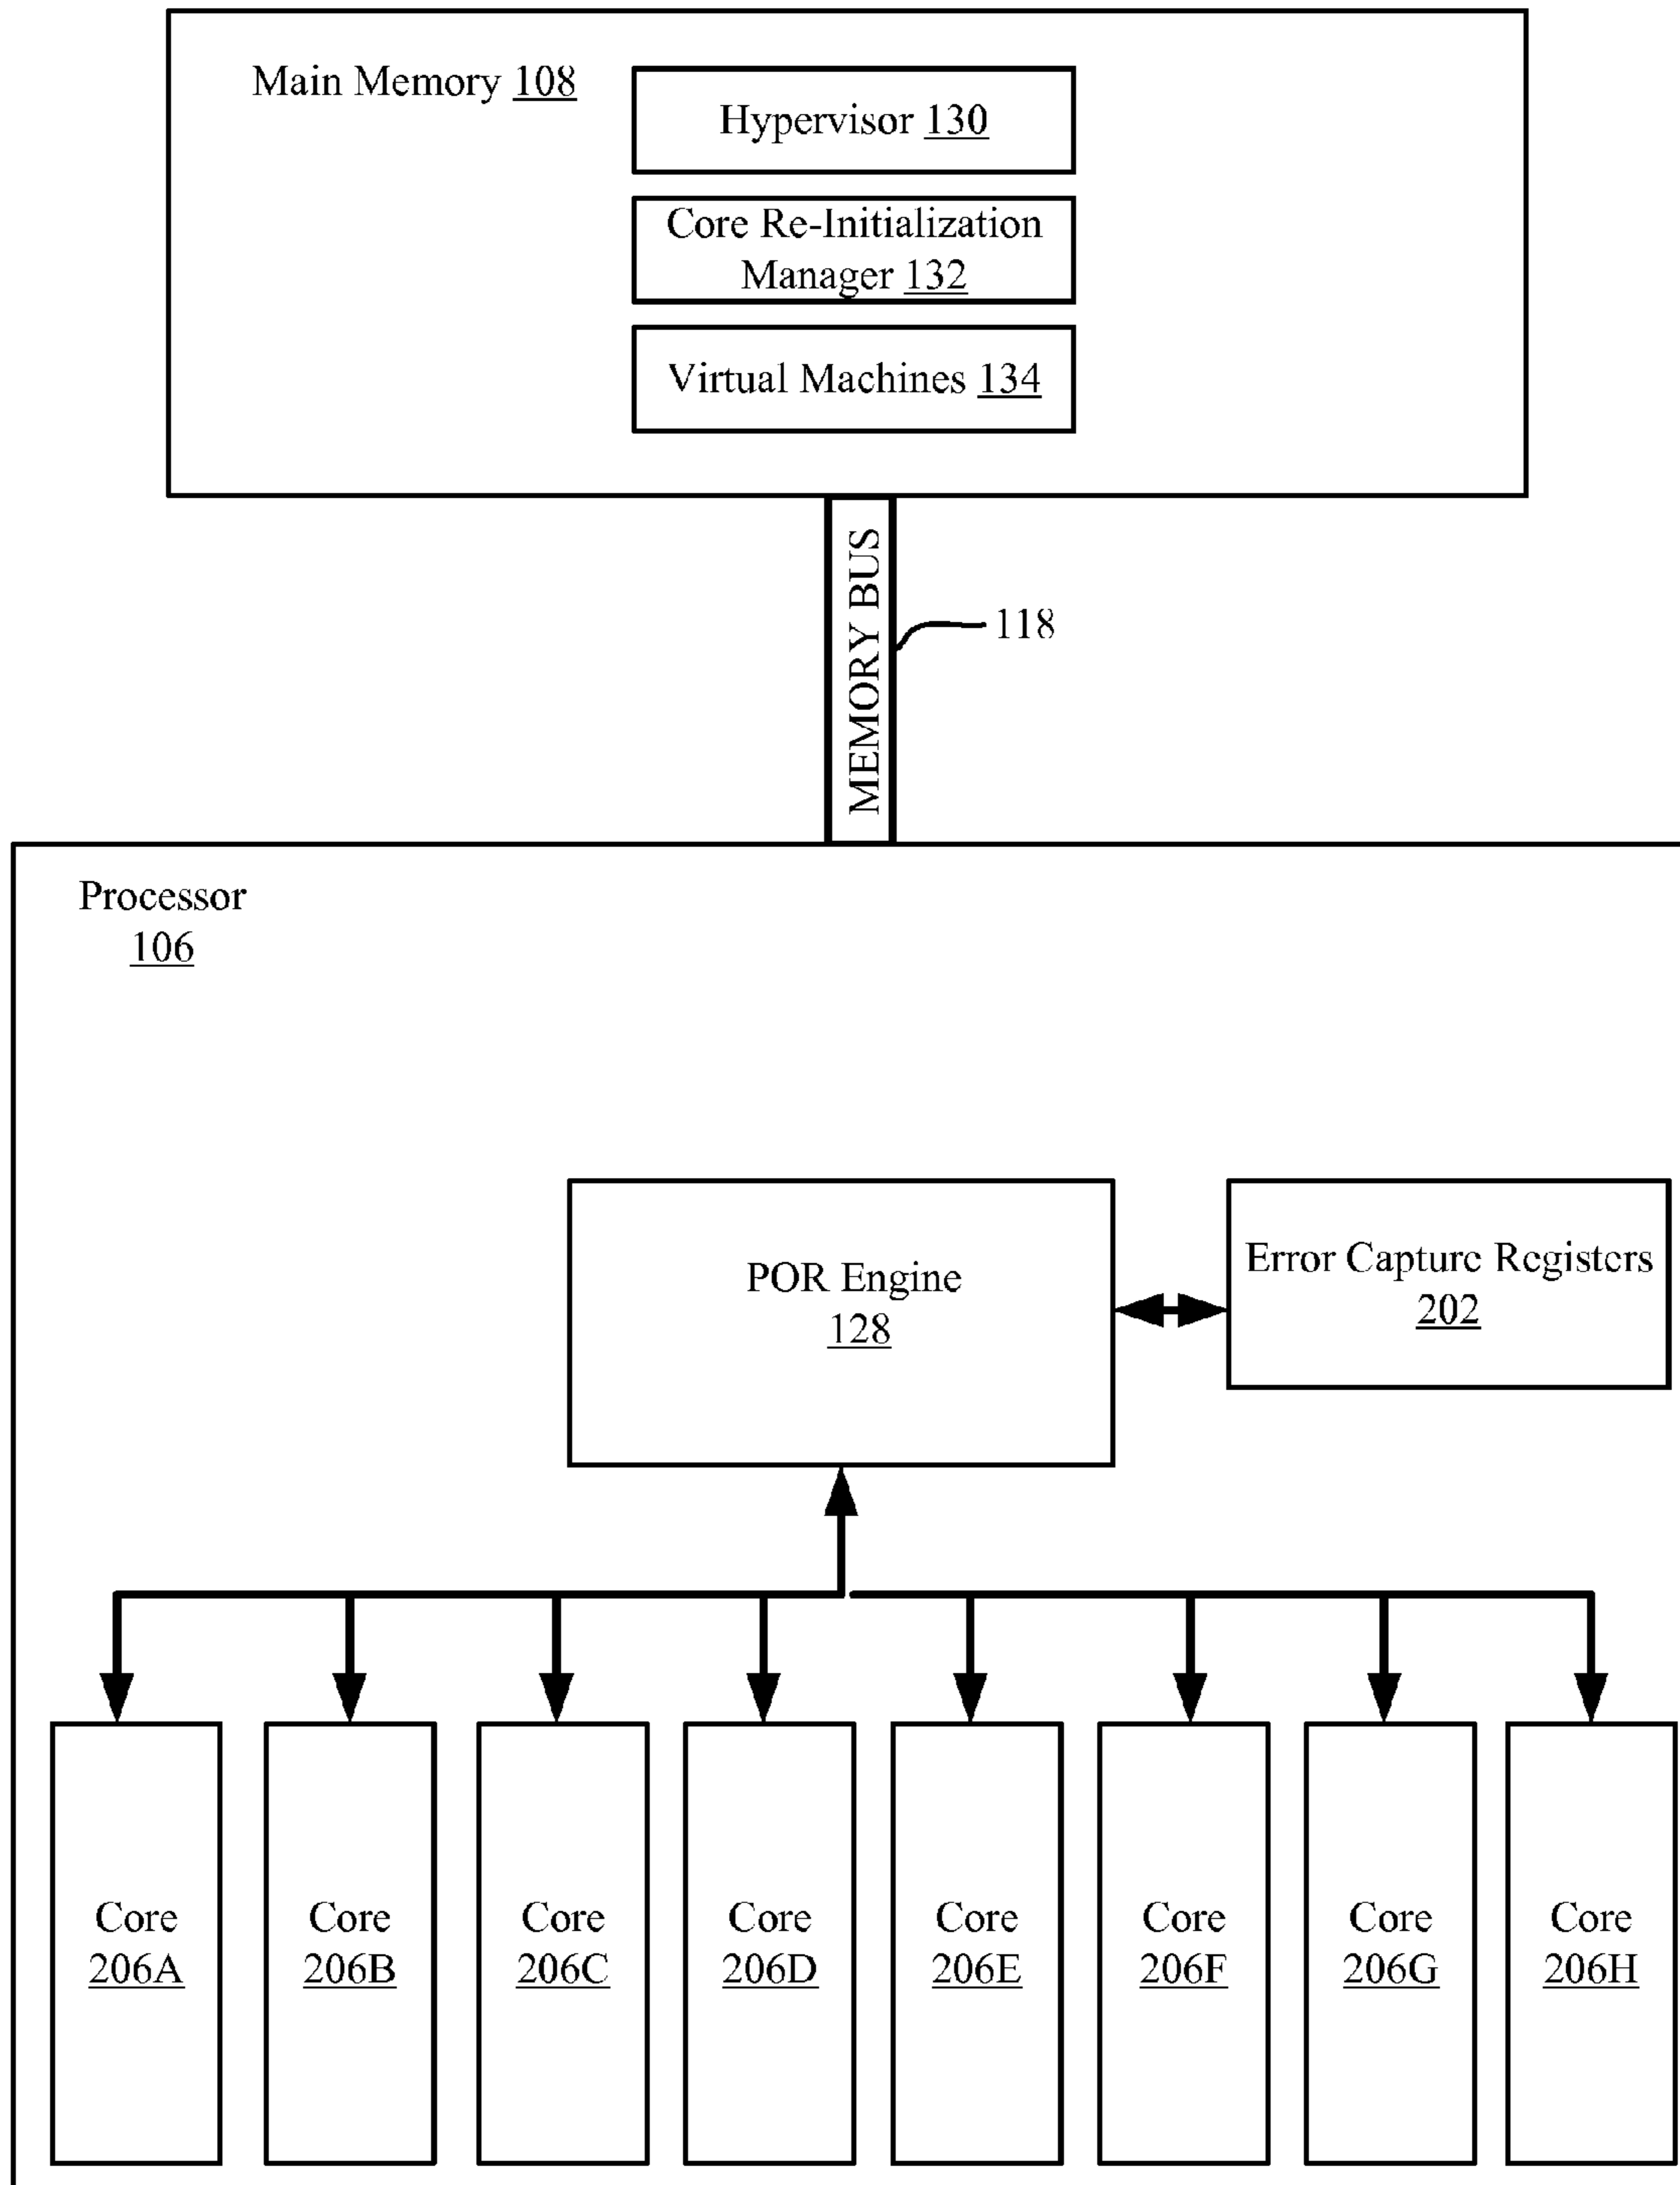 Main Memory 108
Hypervisor 130
Core Re-Initialization
Manager 132
Virtual Machines 134
MEMORY BUS
118
Processor
106
POR Engine
128
Error Capture Registers
202
Core
206A
Core
206B
Core
206C
Core
206D
Core
206E
Core
206F
Core
206G
Core
206H